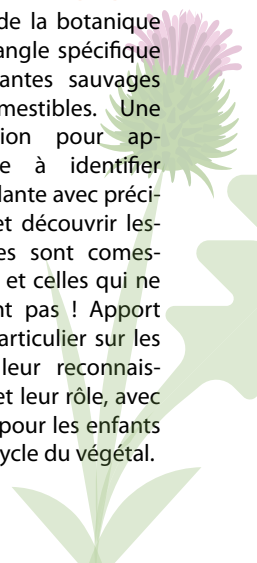 de la botanique
angle spécifique
antes sauvages
mestibles. Une
ion pour ap-
e à identifier
lante avec préci-
et découvrir les-
es sont comes-
et celles qui ne
nt pas ! Apport
articulier sur les
leur reconnais-
et leur rôle, avec
pour les enfants
ycle du végétal.